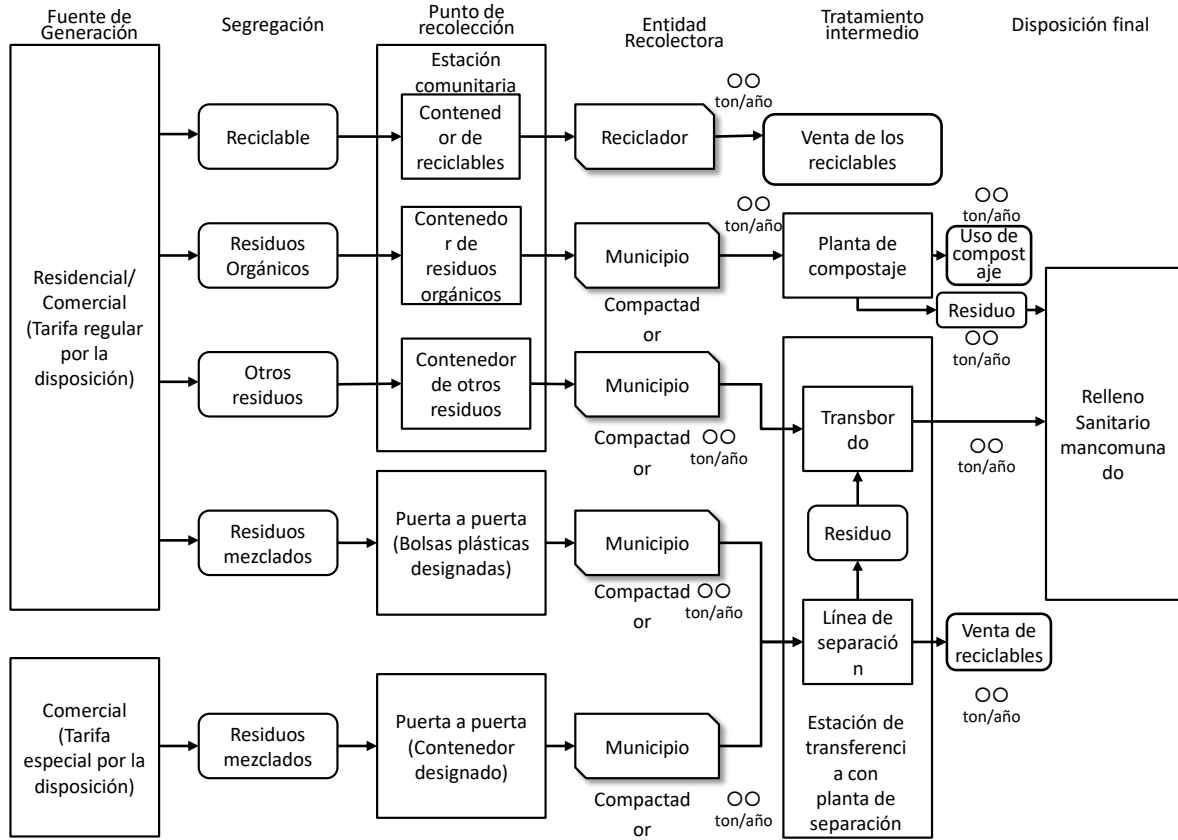 Fuente de
Generación
Segregación
Punto de
recolección
Entidad
Recolectora
Tratamiento
intermedio
Disposición final
Residencial/
Comercial
(Tarifa regular
por la
disposición)
Reciclable
Estación
comunitaria
Contened
or de
reciclables
Reciclador
○○
ton/año
Venta de los
reciclables
Residuos
Orgánicos
Contenedo
r de
residuos
orgánicos
Municipio
Compactad
or
○○
ton/año
Planta de
compostaje
○○
ton/año
Uso de
compost
aje
Residuo
○○
ton/año
Otros
residuos
Contenedor
de otros
residuos
Municipio
Compactad
or
○○
ton/año
Transbor
do
○○
ton/año
Relleno
Sanitario
mancomuna
do
Residuos
mezclados
Puerta a puerta
(Bolsas plásticas
designadas)
Municipio
Compactad
or
○○
ton/año
Residuo
Línea de
separació
n
Venta de
reciclables
○○
ton/año
Comercial
(Tarifa
especial por la
disposición)
Residuos
mezclados
Puerta a puerta
(Contenedor
designado)
Municipio
Compactad
or
○○
ton/año
Estación de
transferenci
a con
planta de
separación